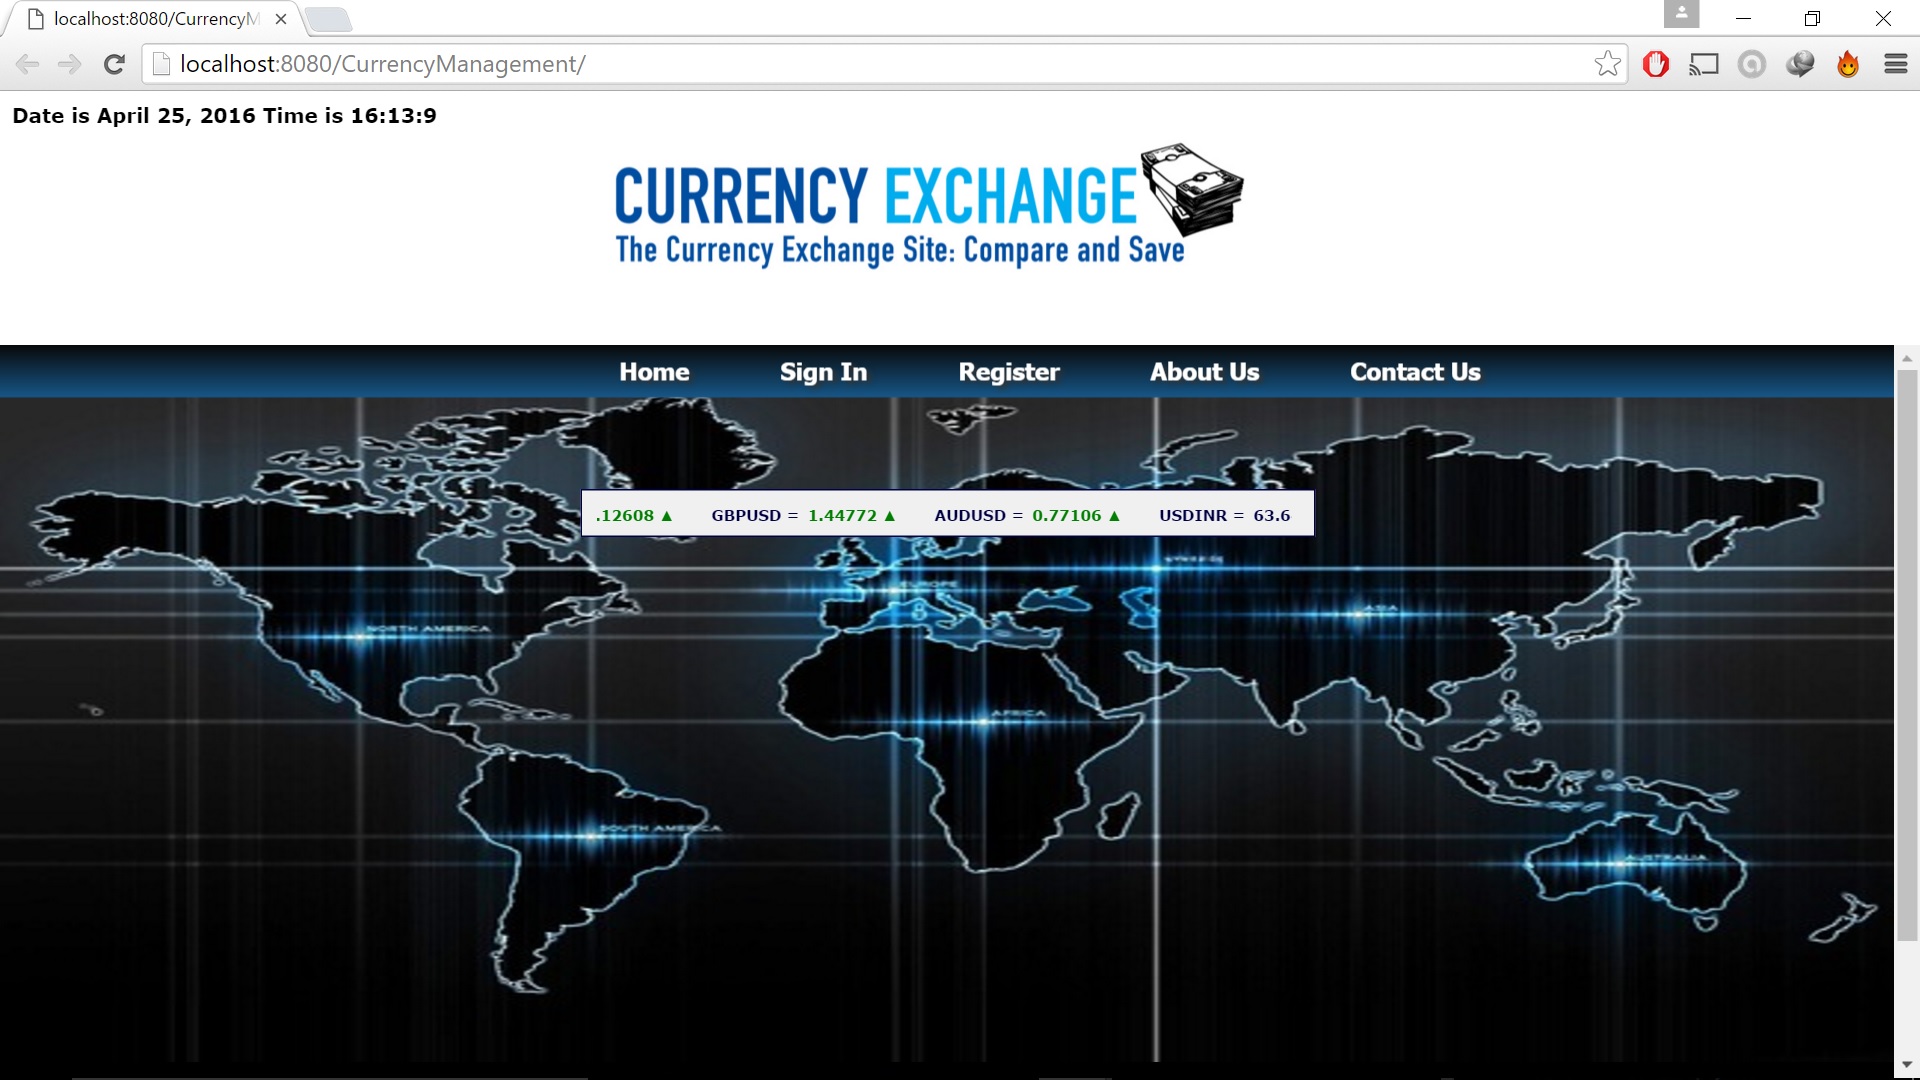 localhost:8080/CurrencyM
localhost:8080/CurrencyManagement/
Date is April 25, 2016 Time is 16:13:9
CURRENCY EXCHANGE
The Currency Exchange Site: Compare and Save
Home Sign In Register About Us Contact Us
.12608 ▲ GBPUSD = 1.44772 ▲ AUDUSD = 0.77106 ▲ USDINR = 63.6
EUROPE
ASIA
NORTH AMERICA
AFRICA
SOUTH AMERICA
AUSTRALIA